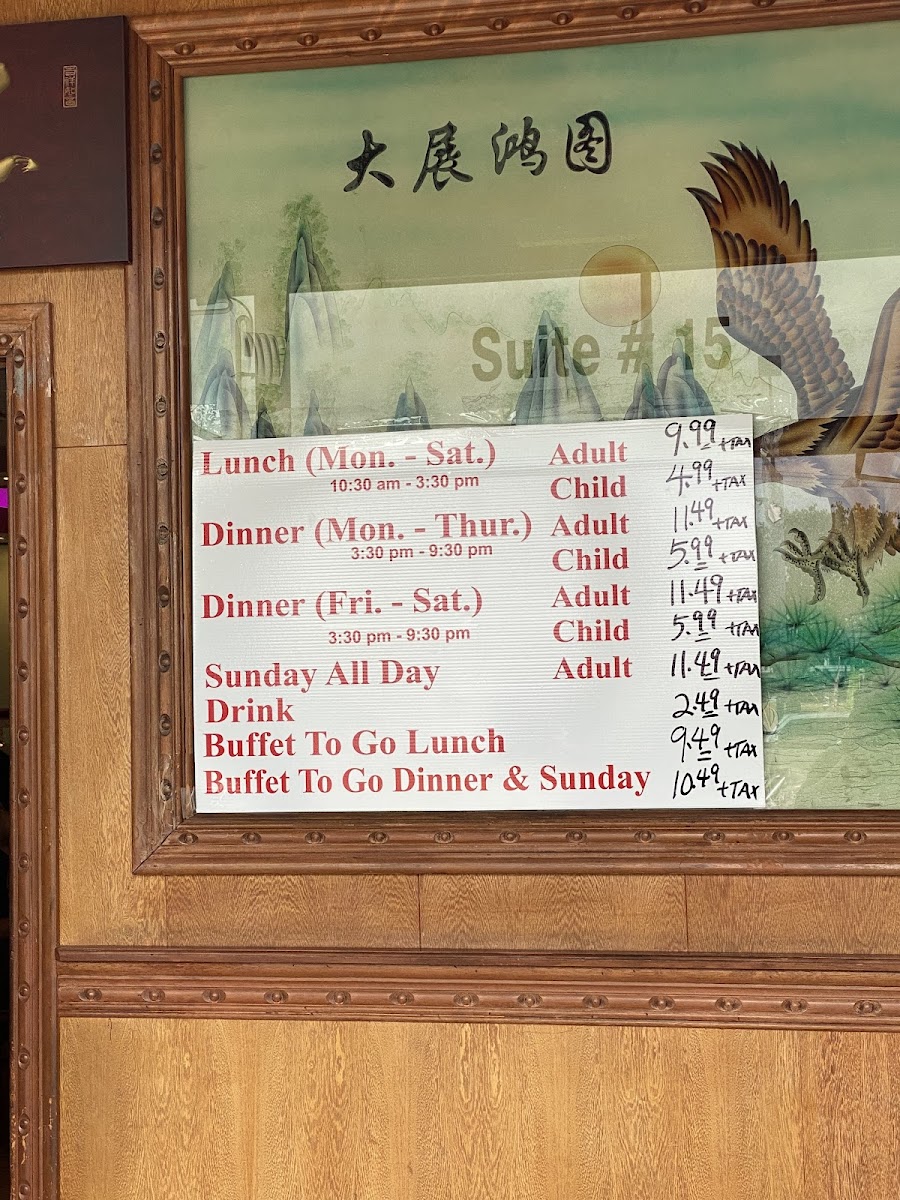 大展鸿图
Suite # 15
Lunch (Mon. - Sat.) Adult 9.99 +TAX
10:30 am - 3:30 pm Child 4.99 +TAX
Dinner (Mon. - Thur.) Adult 11.49 +TAX
3:30 pm - 9:30 pm Child 5.99 +TAX
Dinner (Fri. - Sat.) Adult 11.49 +TAX
3:30 pm - 9:30 pm Child 5.99 +TAX
Sunday All Day Adult 11.49 +TAX
Drink 2.49 +TAX
Buffet To Go Lunch 9.49 +TAX
Buffet To Go Dinner & Sunday 10.49 +TAX